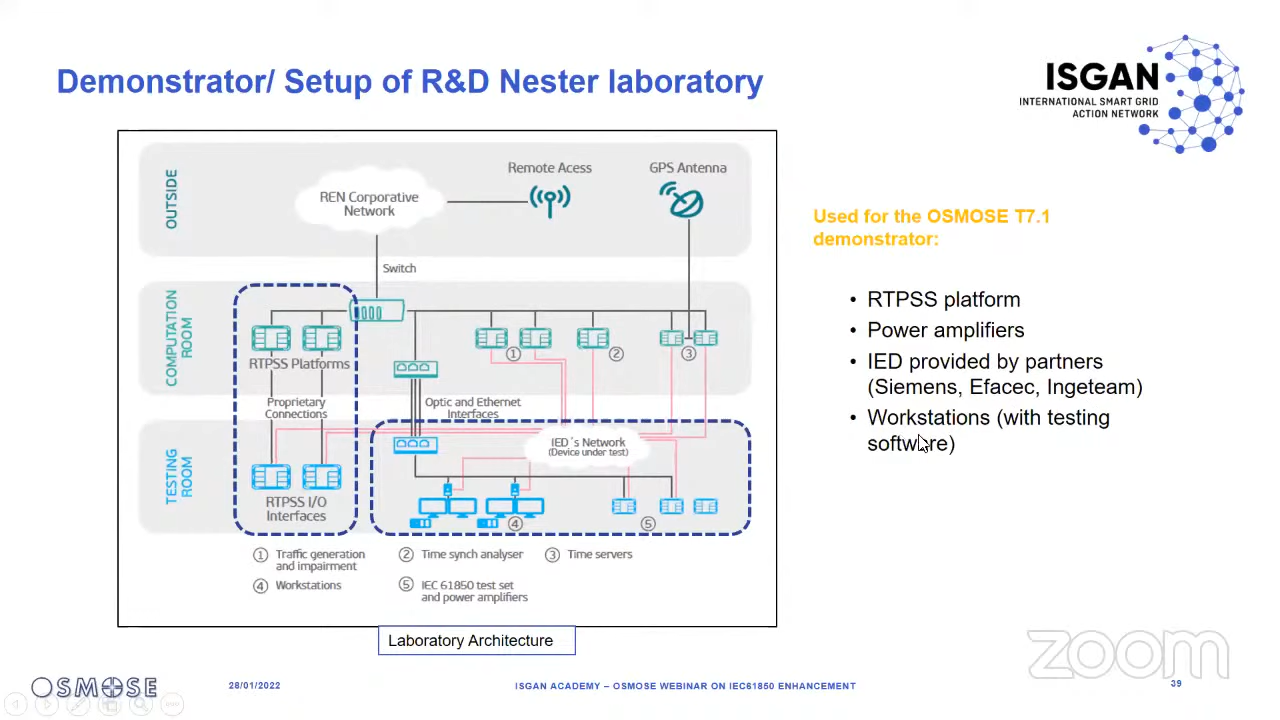 Demonstrator/ Setup of R&D Nester laboratory
ISGAN
INTERNATIONAL SMART GRID
ACTION NETWORK
OUTSIDE
REN Corporative
Network
Remote Acess
GPS Antenna
Switch
COMPUTATION
ROOM
RTPSS Platforms
1
2
3
Proprietary
Connections
Optic and Ethernet
Interfaces
TESTING
ROOM
IED´s Network
(Device under test)
RTPSS I/O
Interfaces
4
5
1 Traffic generation
and impairment
2 Time synch analyser
3 Time servers
4 Workstations
5 IEC 61850 test set
and power amplifiers
Laboratory Architecture
Used for the OSMOSE T7.1
demonstrator:
• RTPSS platform
• Power amplifiers
• IED provided by partners
(Siemens, Efacec, Ingeteam)
• Workstations (with testing
software)
zoom
OSMOSE
28/01/2022
ISGAN ACADEMY – OSMOSE WEBINAR ON IEC61850 ENHANCEMENT
39